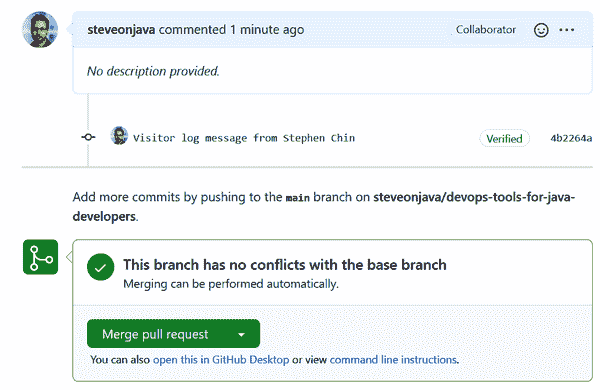 steveonjava commented 1 minute ago Collaborator
No description provided.
Visitor log message from Stephen Chin Verified 4b2264a
Add more commits by pushing to the main branch on steveonjava/devops-tools-for-java-
developers.
This branch has no conflicts with the base branch
Merging can be performed automatically.
Merge pull request
You can also open this in GitHub Desktop or view command line instructions.